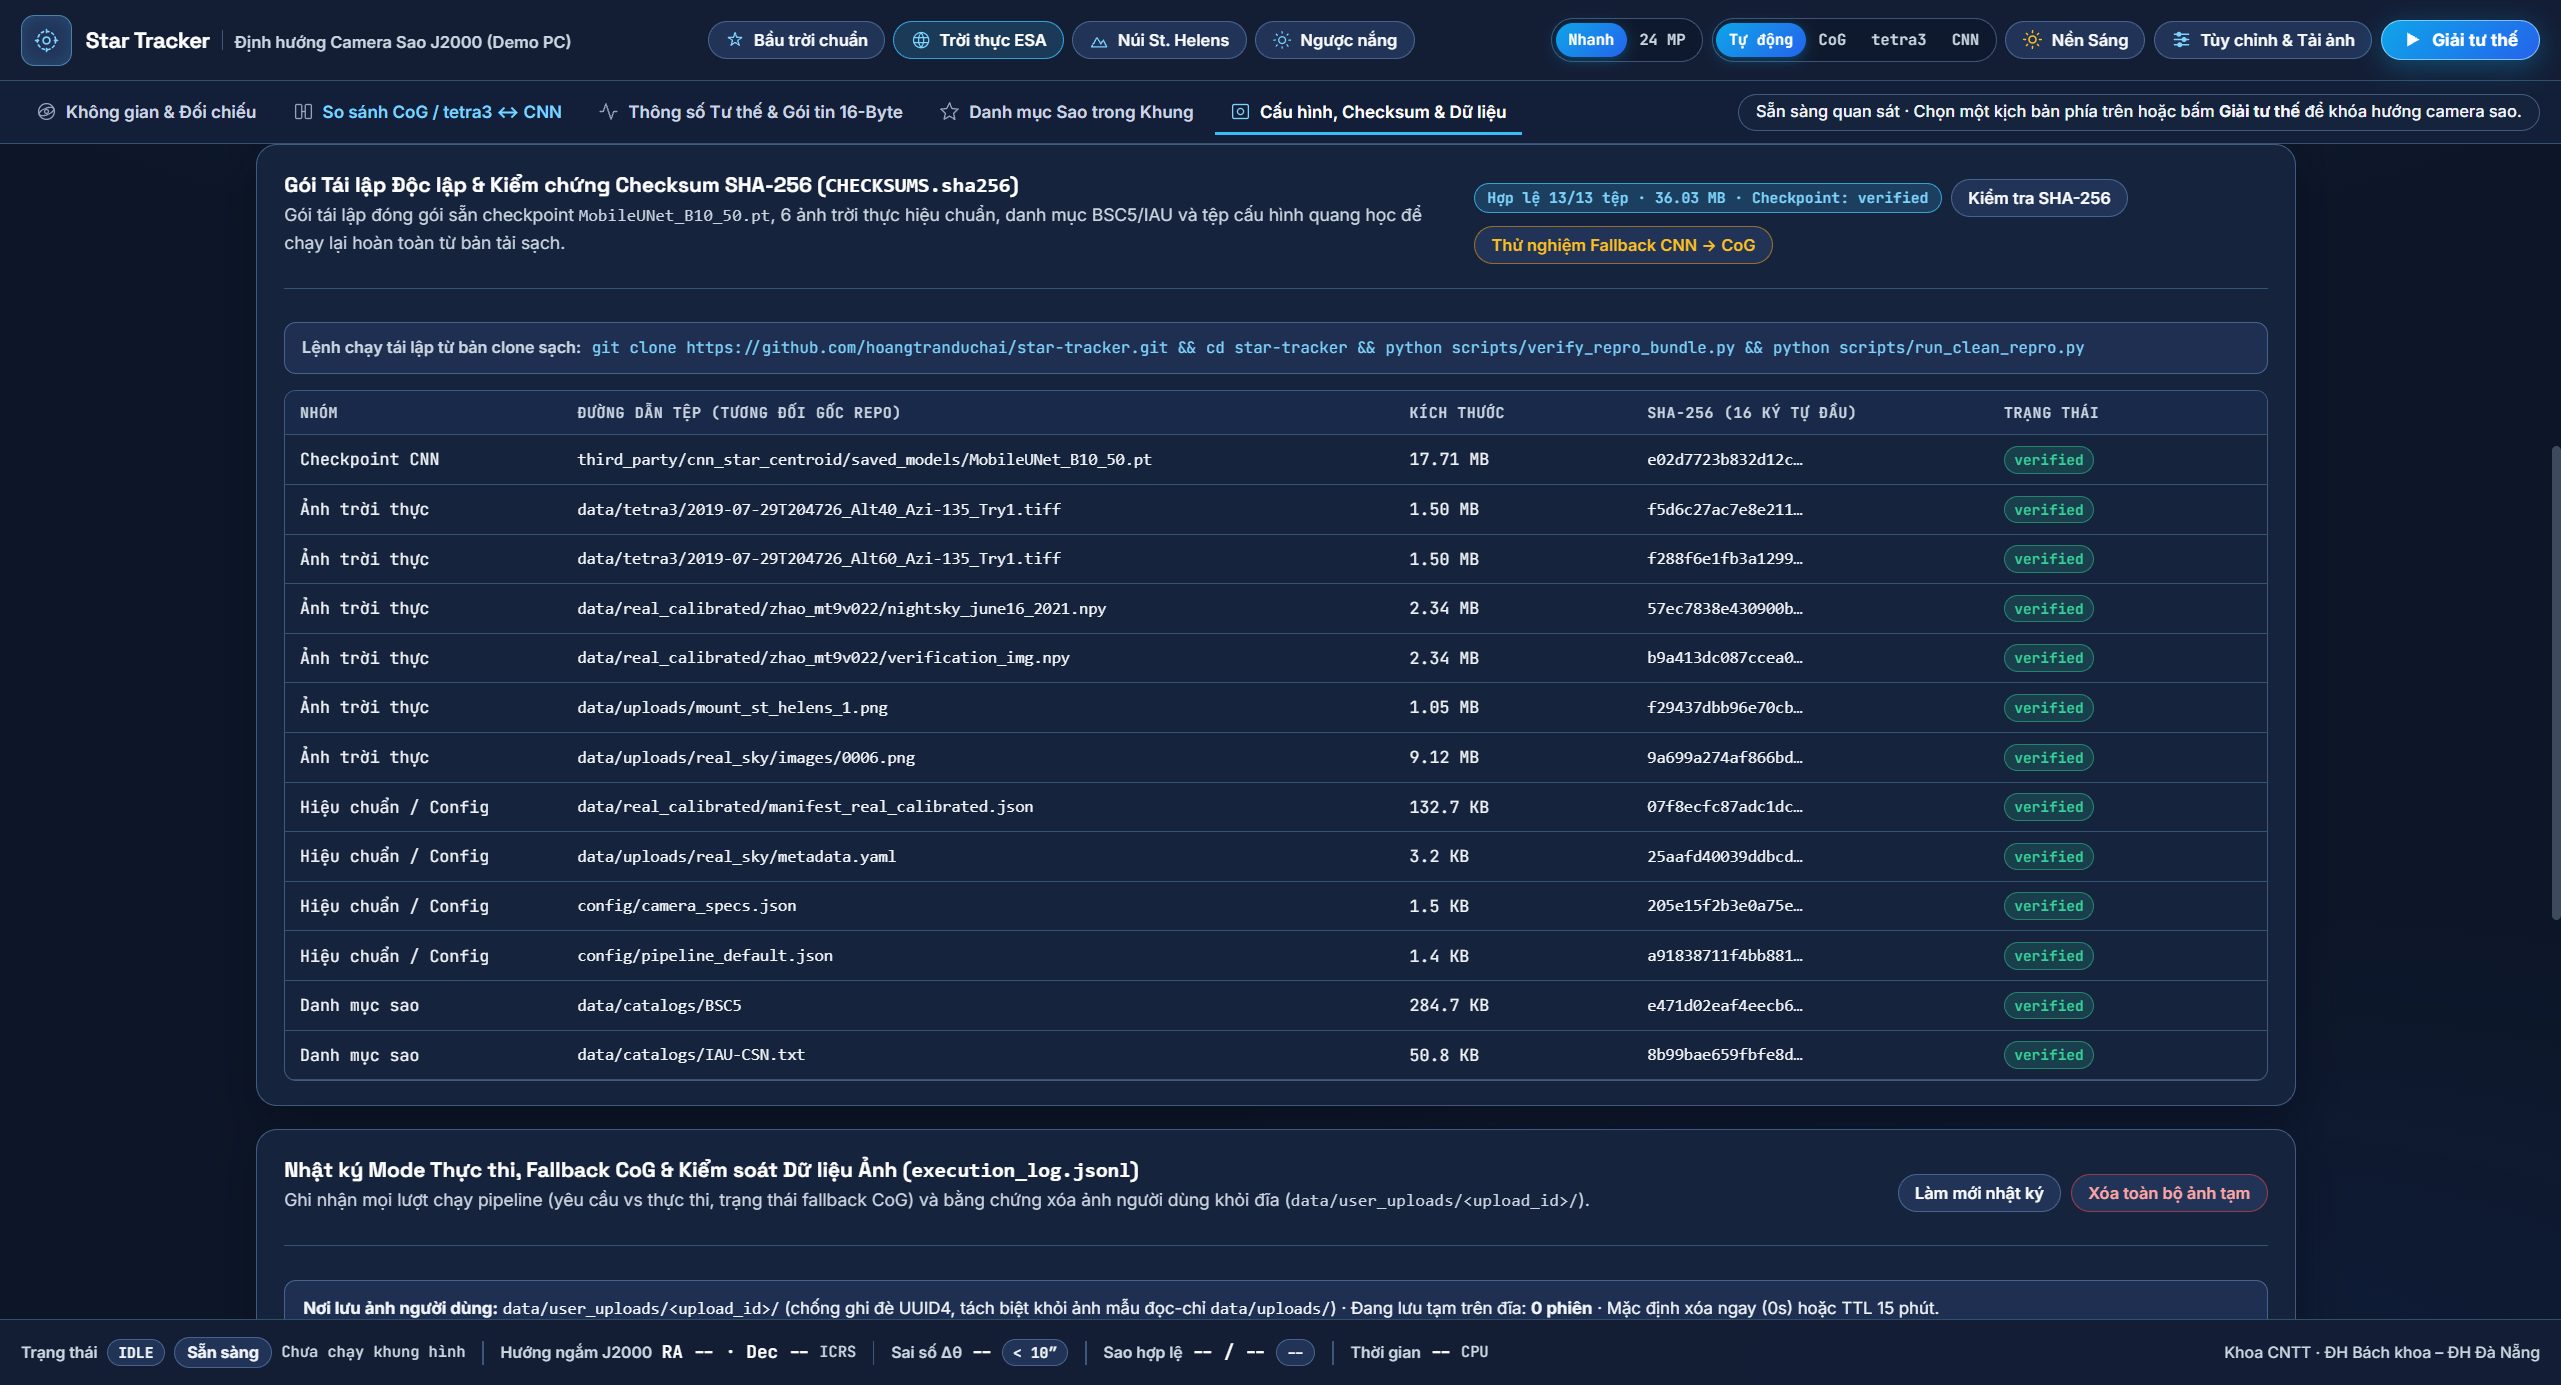 Star Tracker
Định hướng Camera Sao J2000 (Demo PC)
Bầu trời chuẩn
Trời thực ESA
Núi St. Helens
Ngược nắng
Nhanh 24 MP
Tự động CoG tetra3 CNN
Nền Sáng
Tùy chỉnh & Tải ảnh
Giải tư thế
Không gian & Đối chiếu
So sánh CoG / tetra3 ↔ CNN
Thông số Tư thế & Gói tin 16-Byte
Danh mục Sao trong Khung
Cấu hình, Checksum & Dữ liệu
Sẵn sàng quan sát · Chọn một kịch bản phía trên hoặc bấm Giải tư thế để khóa hướng camera sao.
Gói Tái lập Độc lập & Kiểm chứng Checksum SHA-256 (CHECKSUMS.sha256)
Gói tái lập đóng gói sẵn checkpoint MobileUNet_B10_50.pt, 6 ảnh trời thực hiệu chuẩn, danh mục BSC5/IAU và tệp cấu hình quang học để
chạy lại hoàn toàn từ bản tải sạch.
Hợp lệ 13/13 tệp · 36.03 MB · Checkpoint: verified
Kiểm tra SHA-256
Thử nghiệm Fallback CNN → CoG
Lệnh chạy tái lập từ bản clone sạch: git clone https://github.com/hoangtranduchai/star-tracker.git && cd star-tracker && python scripts/verify_repro_bundle.py && python scripts/run_clean_repro.py
NHÓM ĐƯỜNG DẪN TỆP (TƯƠNG ĐỐI GỐC REPO) KÍCH THƯỚC SHA-256 (16 KÝ TỰ ĐẦU) TRẠNG THÁI
Checkpoint CNN third_party/cnn_star_centroid/saved_models/MobileUNet_B10_50.pt 17.71 MB e02d7723b832d12c… verified
Ảnh trời thực data/tetra3/2019-07-29T204726_Alt40_Azi-135_Try1.tiff 1.50 MB f5d6c27ac7e8e211… verified
Ảnh trời thực data/tetra3/2019-07-29T204726_Alt60_Azi-135_Try1.tiff 1.50 MB f288f6e1fb3a1299… verified
Ảnh trời thực data/real_calibrated/zhao_mt9v022/nightsky_june16_2021.npy 2.34 MB 57ec7838e430900b… verified
Ảnh trời thực data/real_calibrated/zhao_mt9v022/verification_img.npy 2.34 MB b9a413dc087ccea0… verified
Ảnh trời thực data/uploads/mount_st_helens_1.png 1.05 MB f29437dbb96e70cb… verified
Ảnh trời thực data/uploads/real_sky/images/0006.png 9.12 MB 9a699a274af866bd… verified
Hiệu chuẩn / Config data/real_calibrated/manifest_real_calibrated.json 132.7 KB 07f8ecfc87adc1dc… verified
Hiệu chuẩn / Config data/uploads/real_sky/metadata.yaml 3.2 KB 25aafd40039ddbcd… verified
Hiệu chuẩn / Config config/camera_specs.json 1.5 KB 205e15f2b3e0a75e… verified
Hiệu chuẩn / Config config/pipeline_default.json 1.4 KB a91838711f4bb881… verified
Danh mục sao data/catalogs/BSC5 284.7 KB e471d02eaf4eecb6… verified
Danh mục sao data/catalogs/IAU-CSN.txt 50.8 KB 8b99bae659fbfe8d… verified
Nhật ký Mode Thực thi, Fallback CoG & Kiểm soát Dữ liệu Ảnh (execution_log.jsonl)
Ghi nhận mọi lượt chạy pipeline (yêu cầu vs thực thi, trạng thái fallback CoG) và bằng chứng xóa ảnh người dùng khỏi đĩa (data/user_uploads/<upload_id>/).
Làm mới nhật ký
Xóa toàn bộ ảnh tạm
Nơi lưu ảnh người dùng: data/user_uploads/<upload_id>/ (chống ghi đè UUID4, tách biệt khỏi ảnh mẫu đọc-chỉ data/uploads/) · Đang lưu tạm trên đĩa: 0 phiên · Mặc định xóa ngay (0s) hoặc TTL 15 phút.
Trạng thái IDLE Sẵn sàng Chưa chạy khung hình
Hướng ngắm J2000 RA -- · Dec -- ICRS
Sai số Δθ -- < 10″
Sao hợp lệ -- / -- --
Thời gian -- CPU
Khoa CNTT · ĐH Bách khoa – ĐH Đà Nẵng